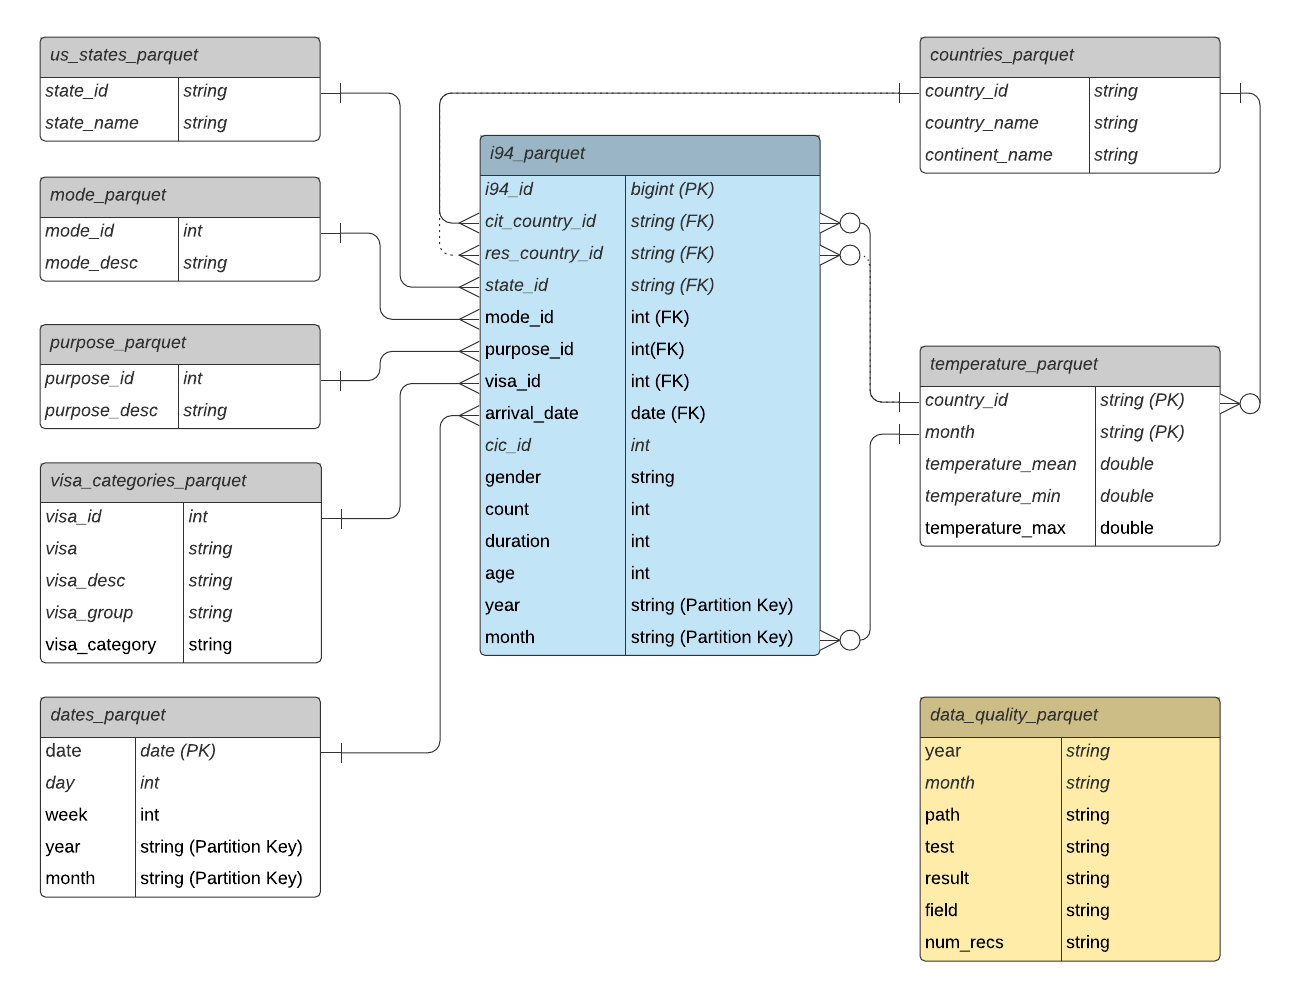 us_states_parquet
state_id string
state_name string
mode_parquet
mode_id int
mode_desc string
purpose_parquet
purpose_id int
purpose_desc string
visa_categories_parquet
visa_id int
visa string
visa_desc string
visa_group string
visa_category string
dates_parquet
date date (PK)
day int
week int
year string (Partition Key)
month string (Partition Key)
i94_parquet
i94_id bigint (PK)
cit_country_id string (FK)
res_country_id string (FK)
state_id string (FK)
mode_id int (FK)
purpose_id int(FK)
visa_id int (FK)
arrival_date date (FK)
cic_id int
gender string
count int
duration int
age int
year string (Partition Key)
month string (Partition Key)
countries_parquet
country_id string
country_name string
continent_name string
temperature_parquet
country_id string (PK)
month string (PK)
temperature_mean double
temperature_min double
temperature_max double
data_quality_parquet
year string
month string
path string
test string
result string
field string
num_recs string